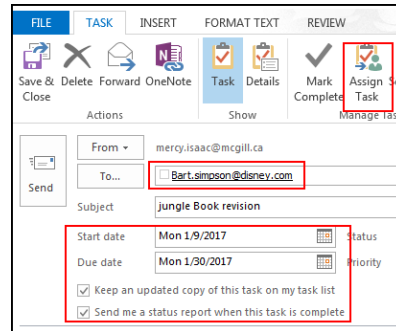 FILE TASK INSERT FORMAT TEXT REVIEW
Save & Close Delete Forward OneNote Task Details Mark Complete Assign Task
Actions Show Manage Tas
From mercy.isaac@mcgill.ca
Send To... Bart.simpson@disney.com
Subject jungle Book revision
Start date Mon 1/9/2017 Status
Due date Mon 1/30/2017 Priority
Keep an updated copy of this task on my task list
Send me a status report when this task is complete